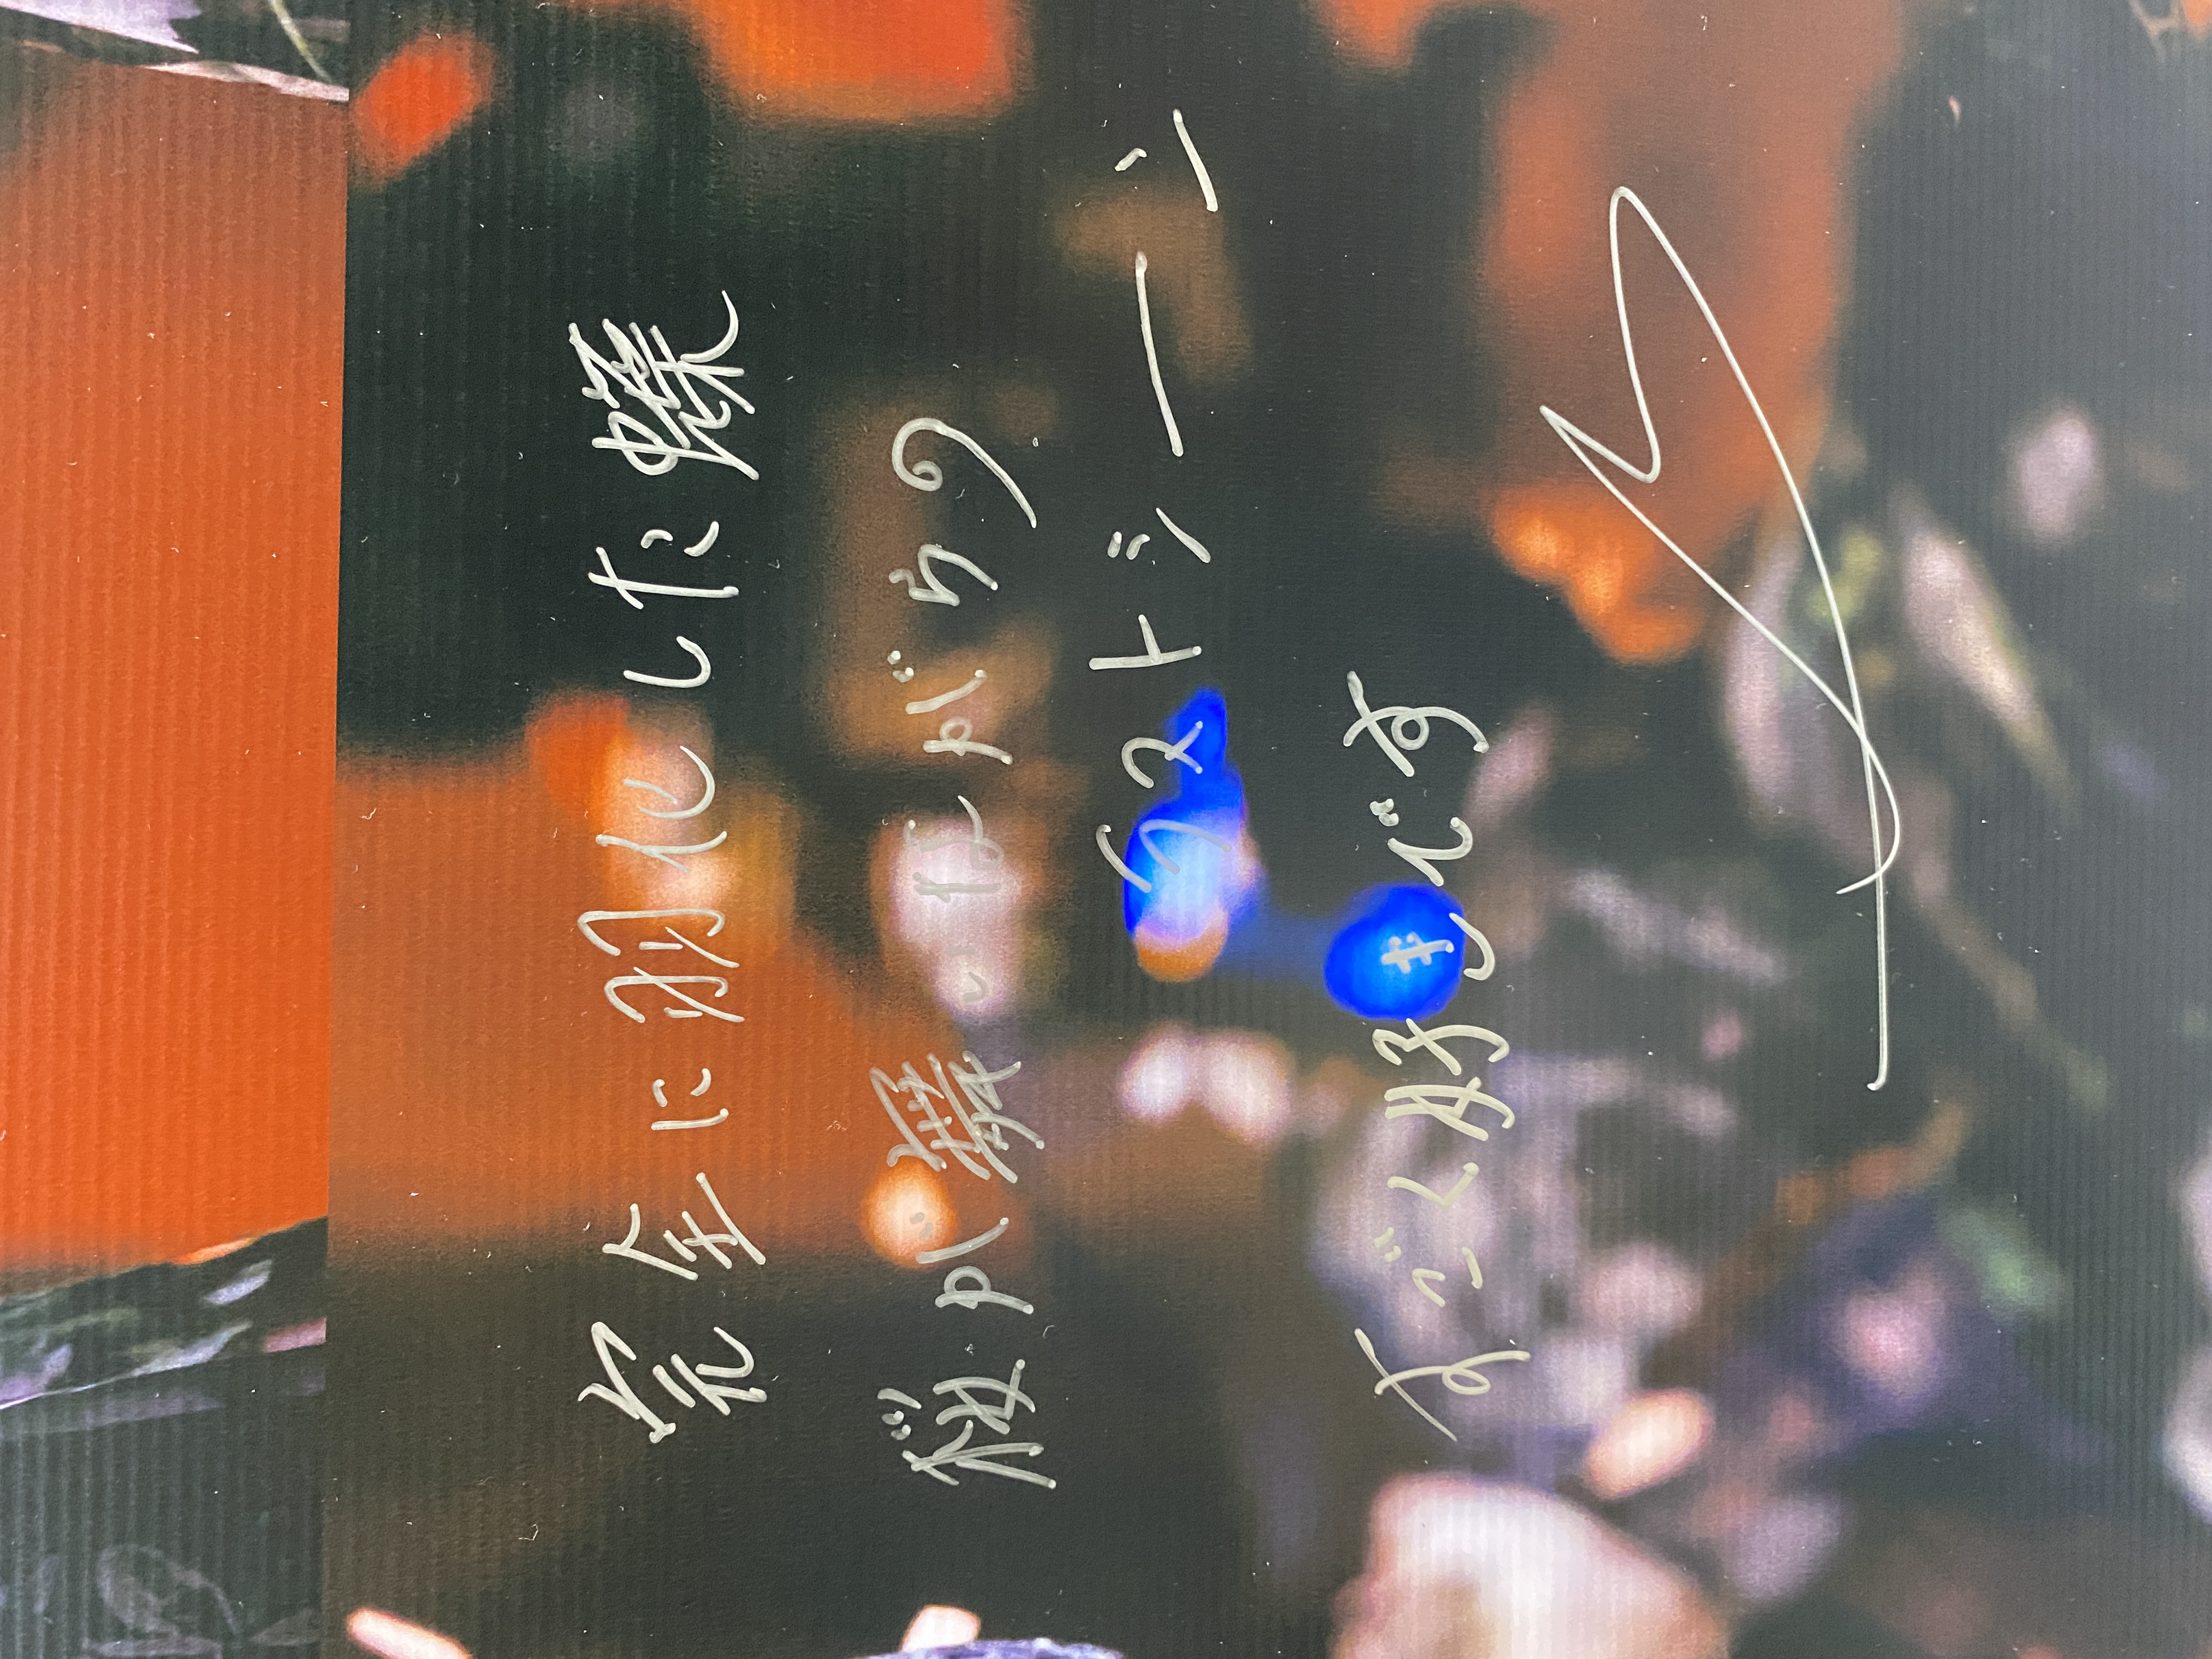 完全に羽化した蝶
桜が舞いながらの
ラストシーン
すごく好きです